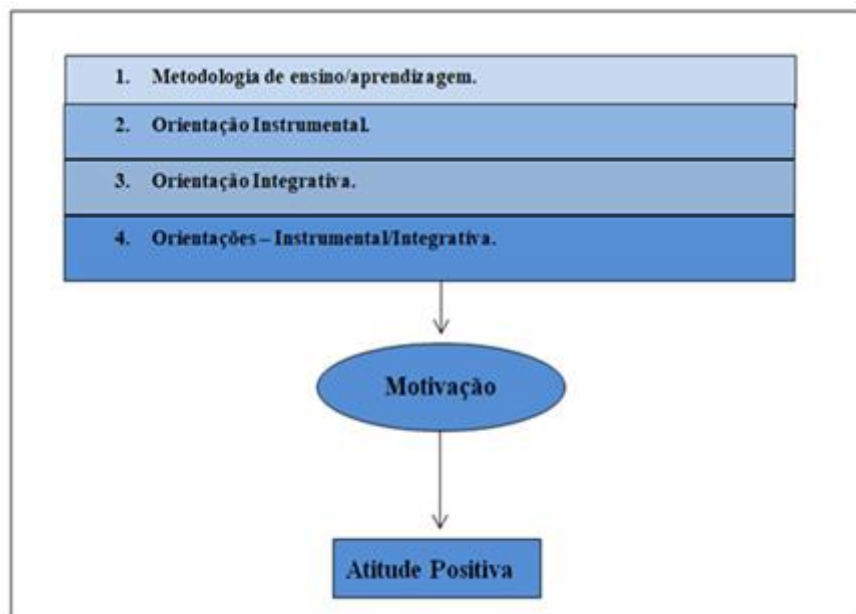 1. Metodologia de ensino/aprendizagem.
2. Orientação Instrumental.
3. Orientação Integrativa.
4. Orientações – Instrumental/Integrativa.
Motivação
Atitude Positiva